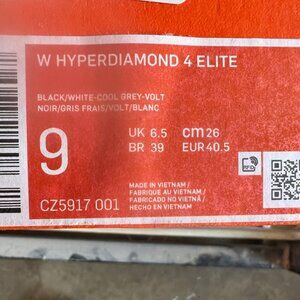 W HYPERDIAMOND 4 ELITE
BLACK/WHITE-COOL GREY-VOLT
NOIR/GRIS FRAIS/VOLT/BLANC
9
UK 6.5 cm 26
BR 39 EUR 40.5
CZ5917 001
MADE IN VIETNAM /
FABRIQUE AU VIETNAM /
FABRICADO NO VIETNÃ /
HECHO EN VIETNAM